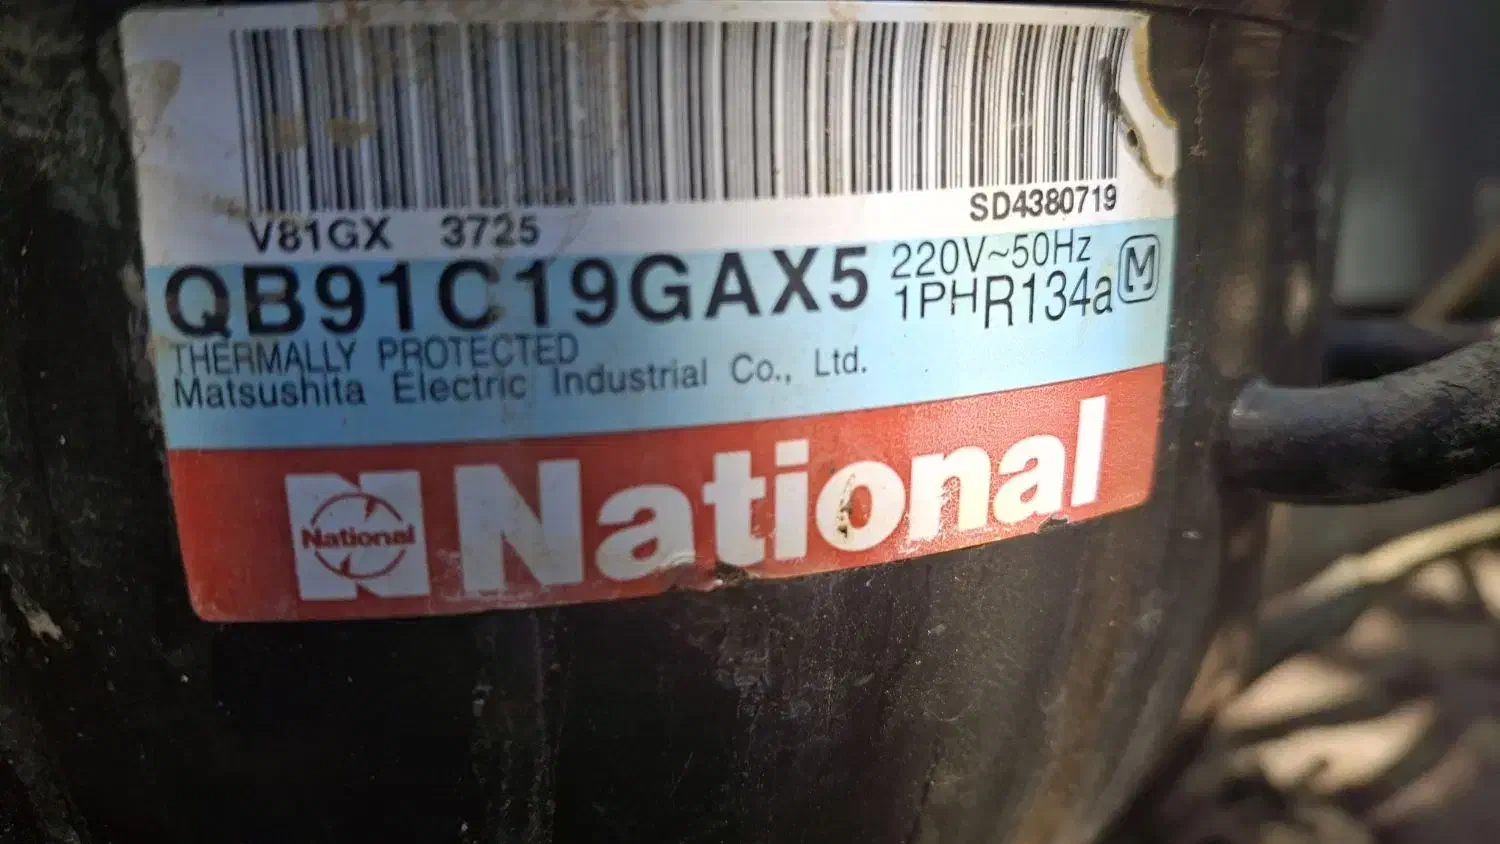 V81GX 3725
SD4380719
QB91C19GAX5
220V~50Hz
1PH R134a M
THERMALLY PROTECTED
Matsushita Electric Industrial Co., Ltd.
National National